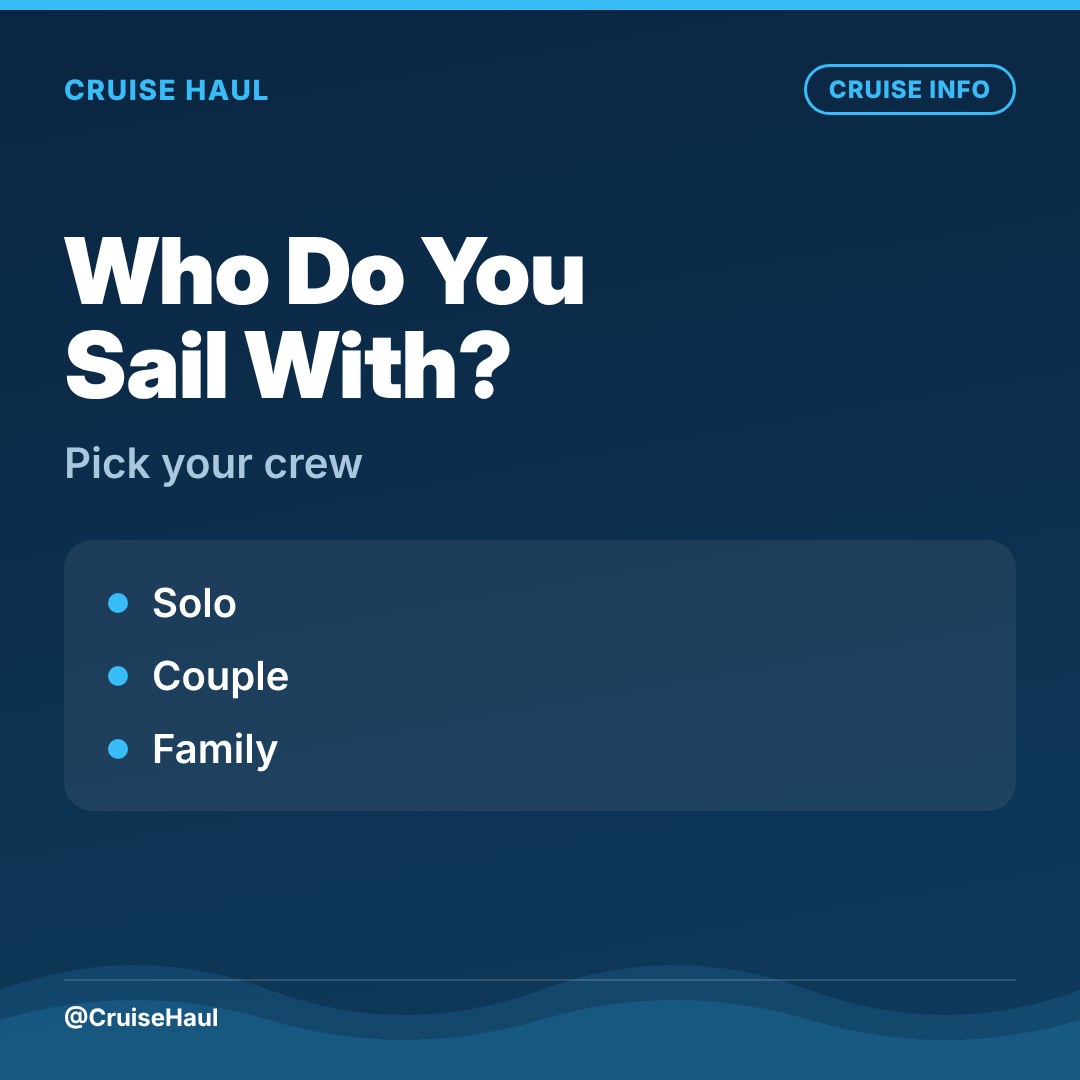 CRUISE HAUL
CRUISE INFO
Who Do You
Sail With?
Pick your crew
Solo
Couple
Family
@CruiseHaul